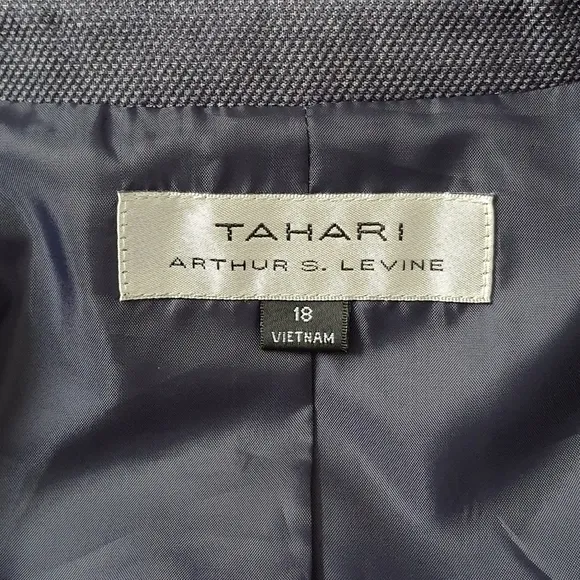 TAHARI
ARTHUR S. LEVINE
18
VIETNAM